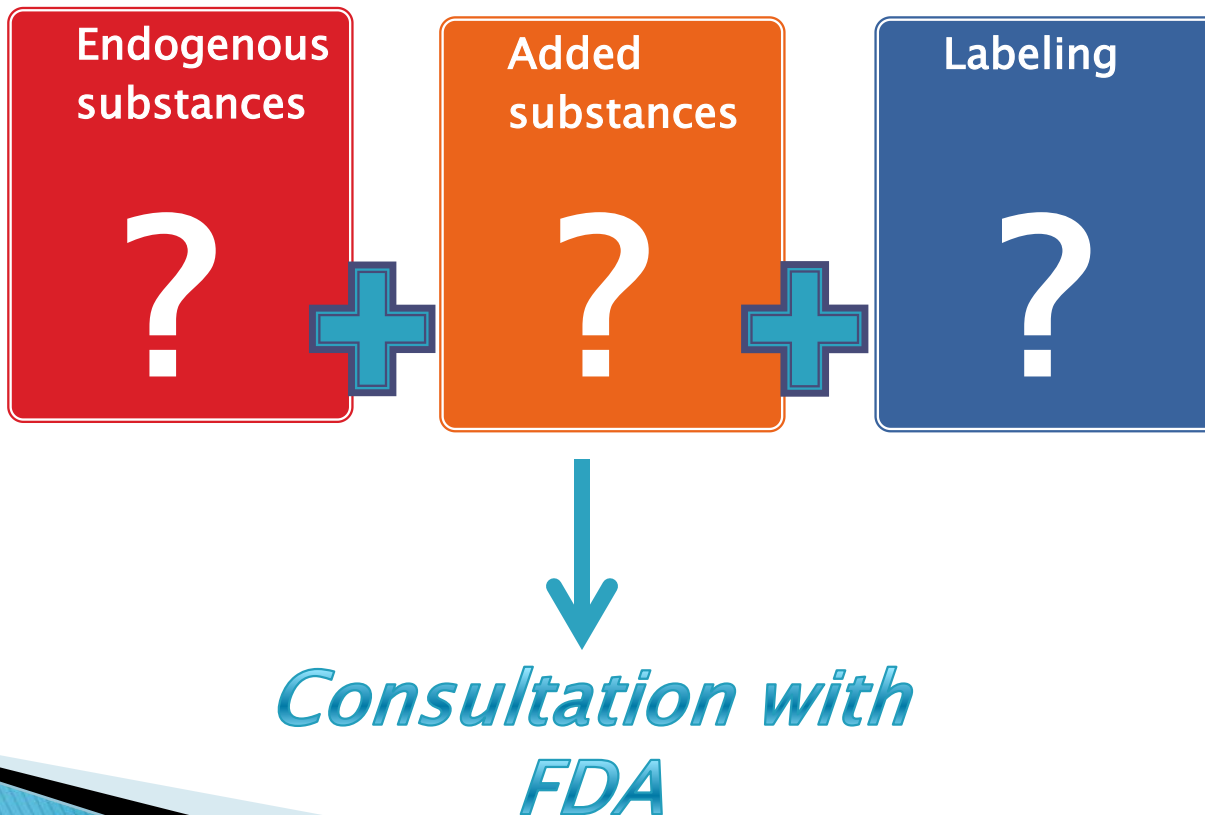 Endogenous
substances
?
Added
substances
?
Labeling
?
Consultation with
FDA